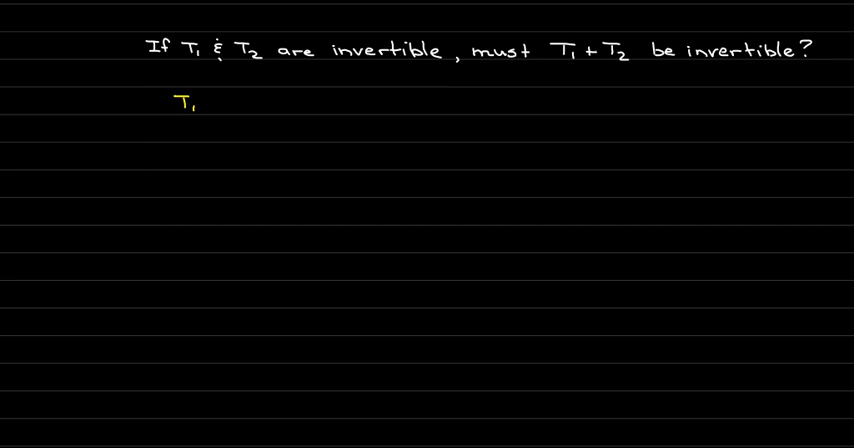 If T₁ & T₂ are invertible, must T₁ + T₂ be invertible?
T₁